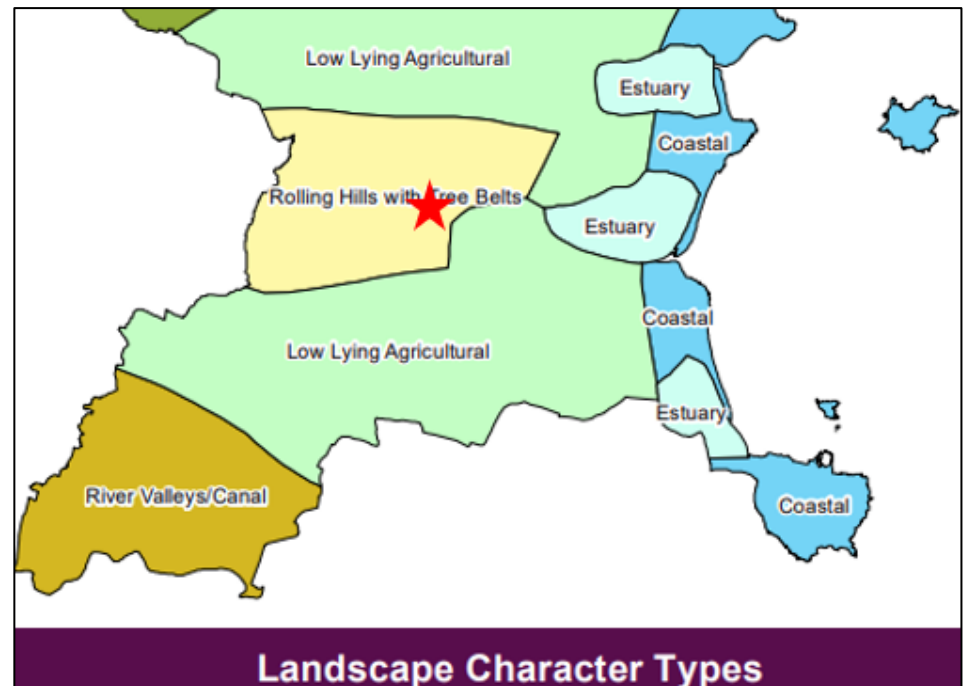 Low Lying Agricultural
Estuary
Coastal
Rolling Hills with Tree Belts
Estuary
Coastal
Low Lying Agricultural
Estuary
River Valleys/Canal
Coastal
Landscape Character Types